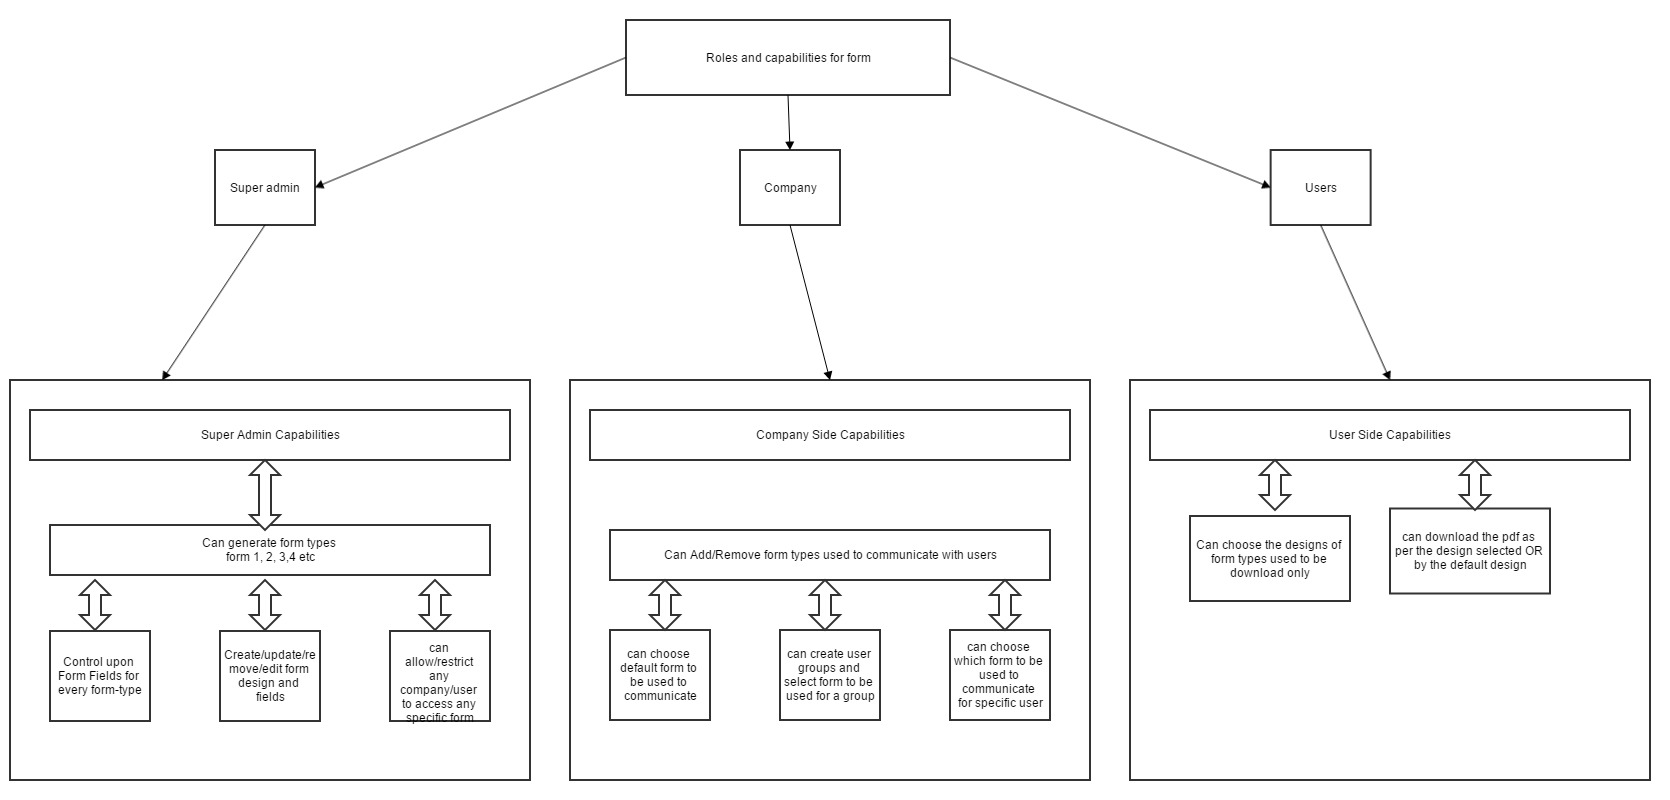 Roles and capabilities for form
Super admin
Company
Users
Super Admin Capabilities
Can generate form types
form 1, 2, 3,4 etc
Control upon
Form Fields for
every form-type
Create/update/re
move/edit form
design and
fields
can
allow/restrict
any
company/user
to access any
specific form
Company Side Capabilities
Can Add/Remove form types used to communicate with users
can choose
default form to
be used to
communicate
can create user
groups and
select form to be
used for a group
can choose
which form to be
used to
communicate
for specific user
User Side Capabilities
Can choose the designs of
form types used to be
download only
can download the pdf as
per the design selected OR
by the default design